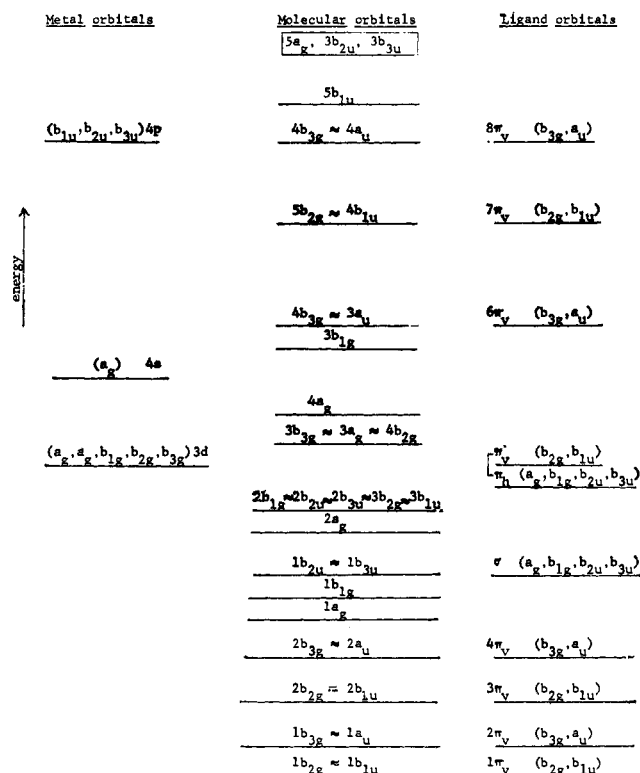 Metal orbitals Molecular orbitals Ligand orbitals
5a_g, 3b_2u, 3b_3u
5b_1u
(b_1u,b_2u,b_3u)4p 4b_3g ≈ 4a_u 8π_v (b_3g,a_u)
5b_2g ≈ 4b_1u 7π_v (b_2g,b_1u)
energy
4b_3g ≈ 3a_u 6π_v (b_3g,a_u)
3b_1g
(a_g) 4s
4a_g
3b_3g ≈ 3a_g ≈ 4b_2g
(a_g,a_g,b_1g,b_2g,b_3g)3d π_v (b_2g,b_1u)
π_h (a_g,b_1g,b_2u,b_3u)
2b_1g≈2b_2u≈2b_3u≈3b_2g≈3b_1u
2a_g
1b_2u ≈ 1b_3u σ (a_g,b_1g,b_2u,b_3u)
1b_1g
1a_g
2b_3g ≈ 2a_u 4π_v (b_3g,a_u)
2b_2g = 2b_1u 3π_v (b_2g,b_1u)
1b_3g ≈ 1a_u 2π_v (b_3g,a_u)
1b_2g ≈ 1b_1u 1π_v (b_2g,b_1u)